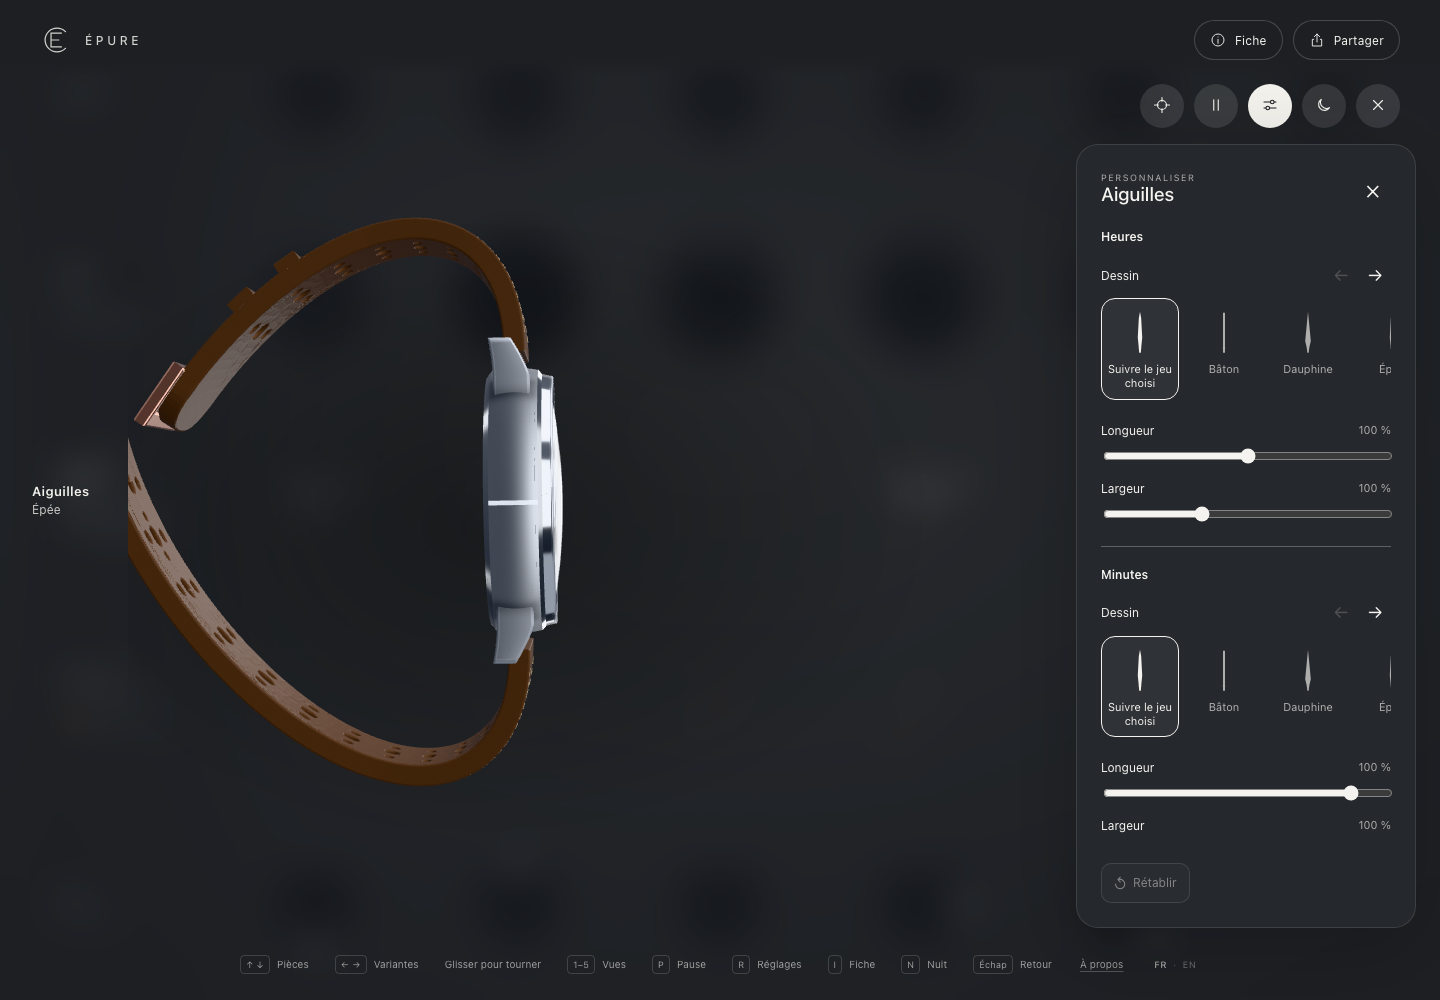 ÉPURE
Fiche
Partager
PERSONNALISER
Aiguilles
Heures
Dessin
Suivre le jeu choisi
Bâton
Dauphine
Ép
Longueur
100 %
Largeur
100 %
Aiguilles
Épée
Minutes
Dessin
Suivre le jeu choisi
Bâton
Dauphine
Ép
Longueur
100 %
Largeur
100 %
Rétablir
↑ ↓ Pièces
← → Variantes
Glisser pour tourner
1–5 Vues
P Pause
R Réglages
I Fiche
N Nuit
Échap Retour
À propos
FR · EN